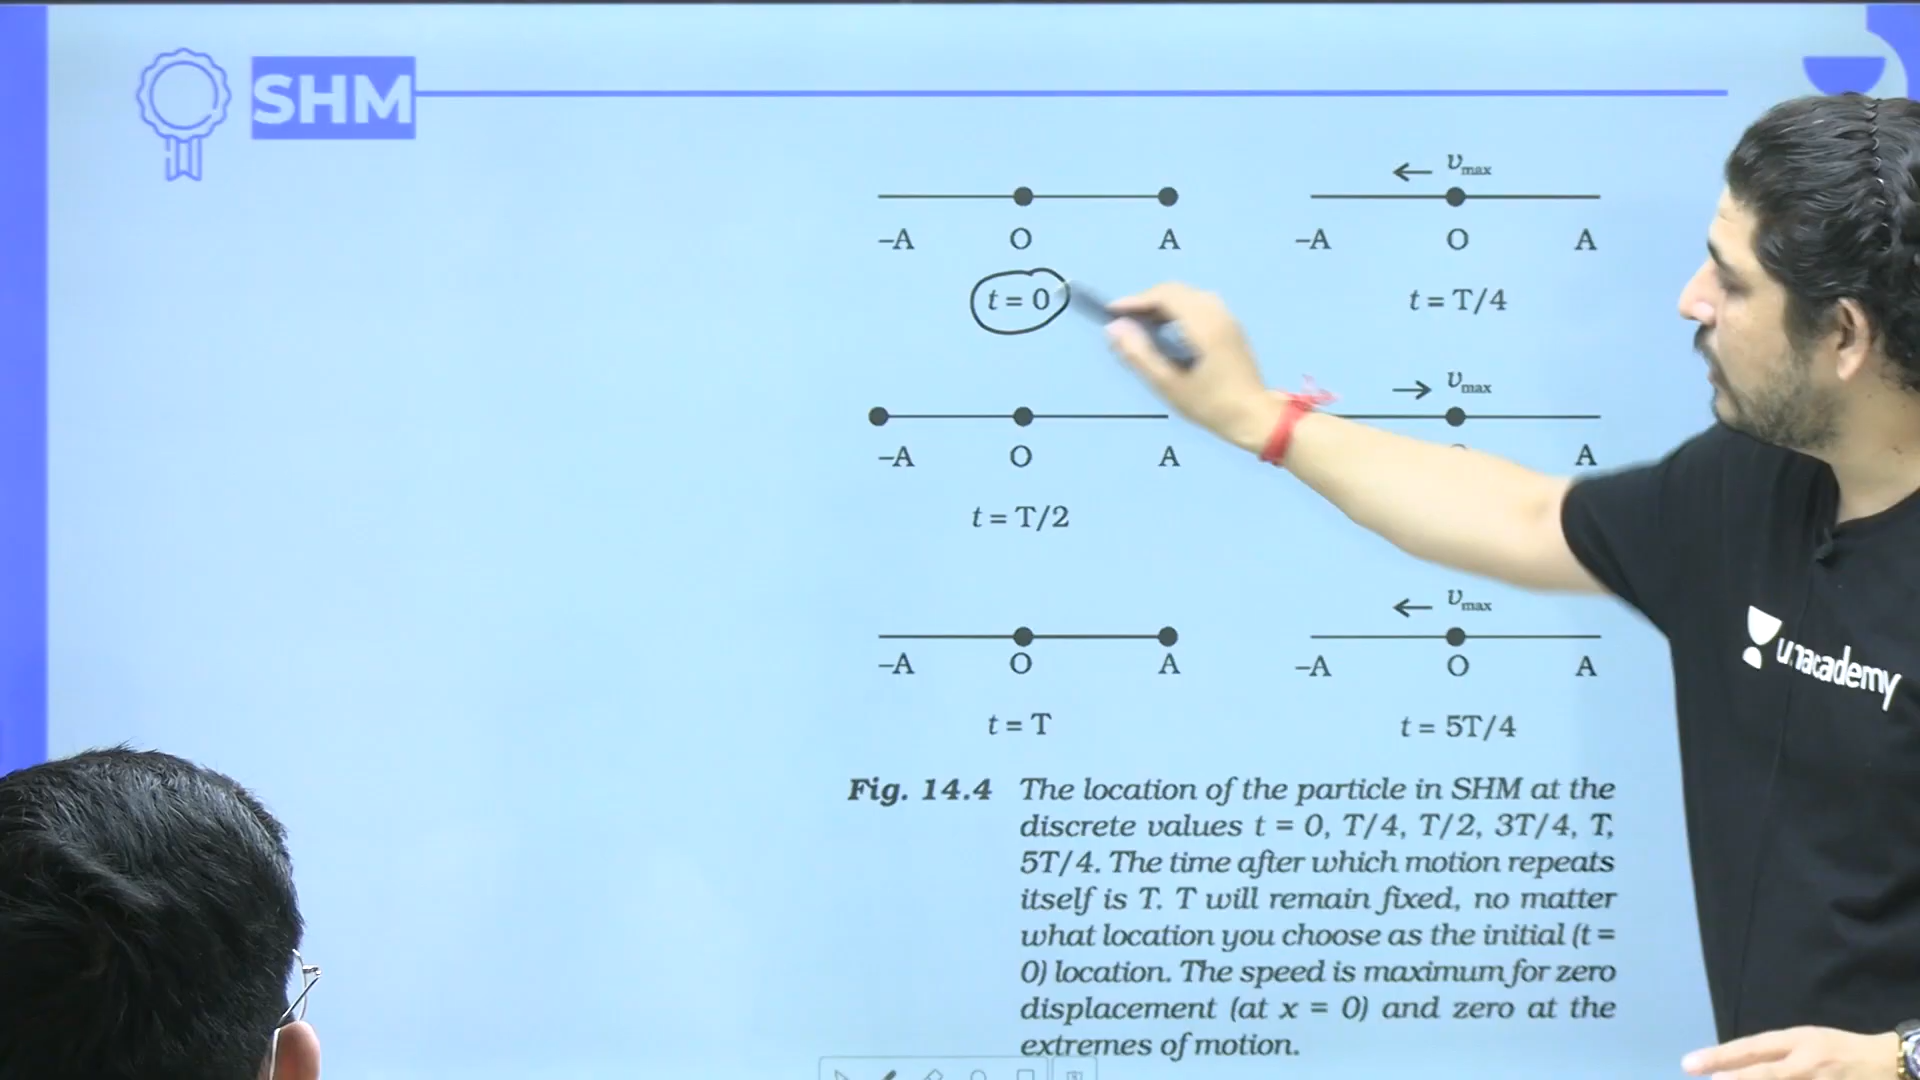 SHM
υmax
–A O A
–A O A
t = 0
t = T/4
υmax
–A O A
A
t = T/2
υmax
–A O A
–A O A
t = T
t = 5T/4
Fig. 14.4 The location of the particle in SHM at the
discrete values t = 0, T/4, T/2, 3T/4, T,
5T/4. The time after which motion repeats
itself is T. T will remain fixed, no matter
what location you choose as the initial (t =
0) location. The speed is maximum for zero
displacement (at x = 0) and zero at the
extremes of motion.
unacademy